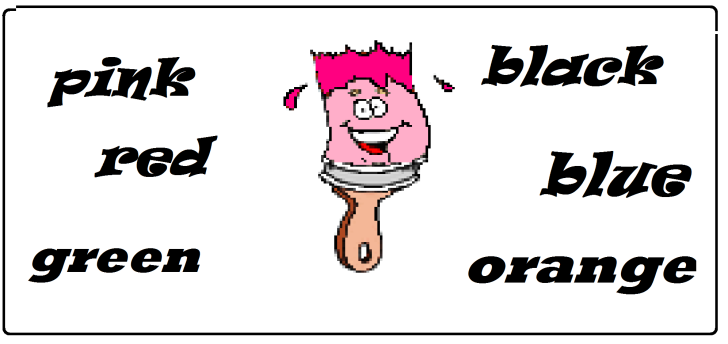 pink
red
green
black
blue
orange